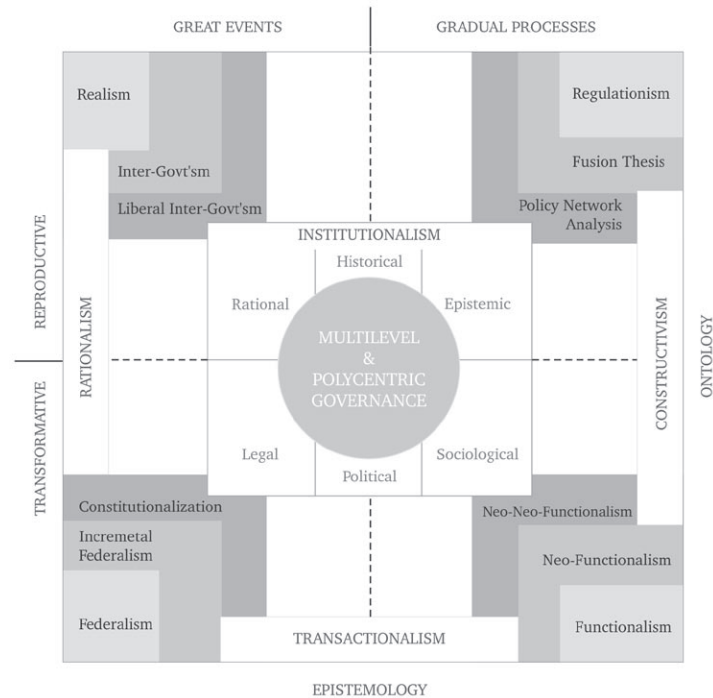 GREAT EVENTS
GRADUAL PROCESSES
Realism
Regulationism
Inter-Govt'sm
Fusion Thesis
Liberal Inter-Govt'sm
Policy Network
Analysis
INSTITUTIONALISM
Historical
Rational
Epistemic
REPRODUCTIVE
RATIONALISM
MULTILEVEL
&
POLYCENTRIC
GOVERNANCE
CONSTRUCTIVISM
ONTOLOGY
TRANSFORMATIVE
Legal
Sociological
Political
Constitutionalization
Neo-Neo-Functionalism
Incremetal
Federalism
Neo-Functionalism
Federalism
Functionalism
TRANSACTIONALISM
EPISTEMOLOGY